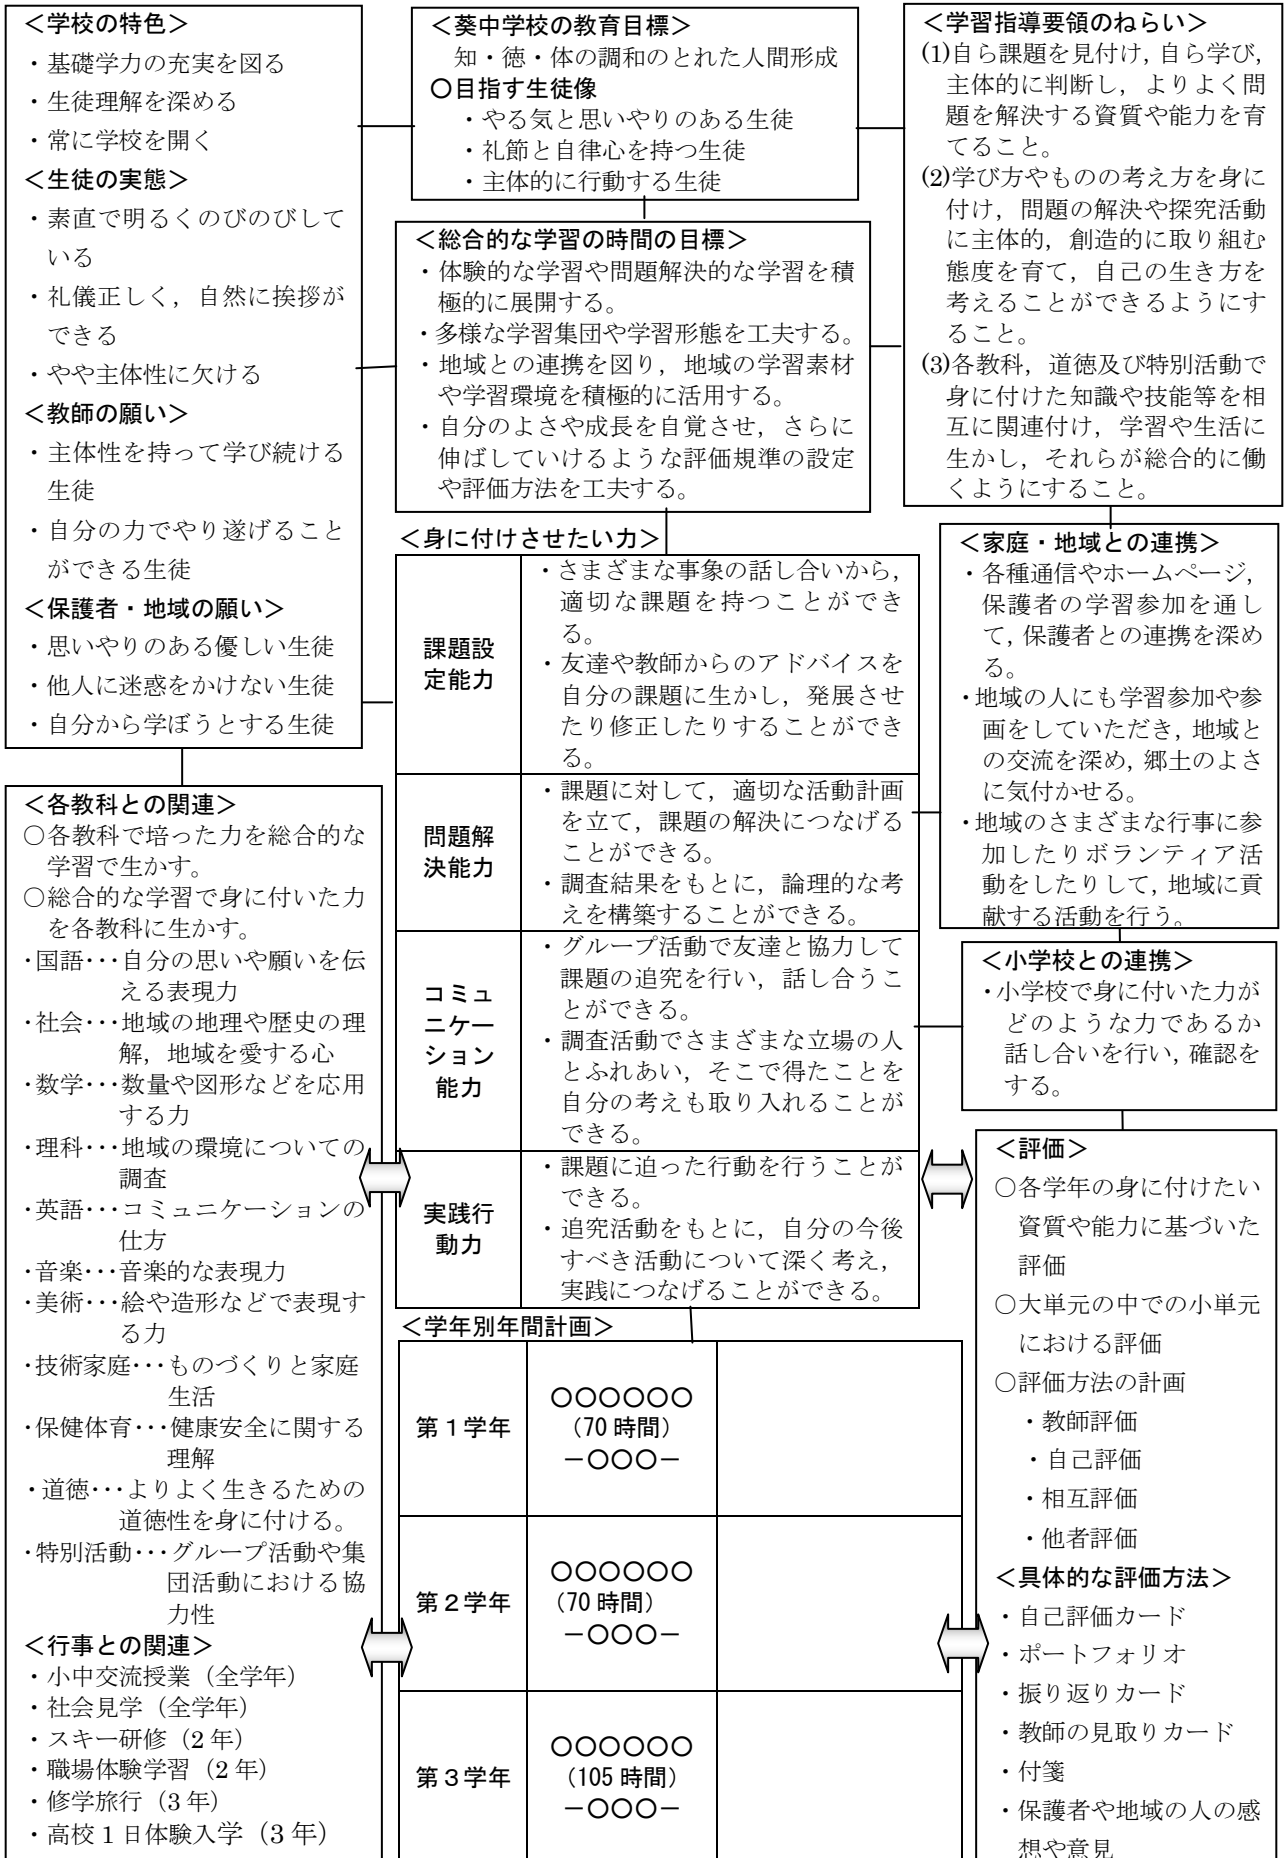 ＜学校の特色＞
・基礎学力の充実を図る
・生徒理解を深める
・常に学校を開く
＜生徒の実態＞
・素直で明るくのびのびして
いる
・礼儀正しく，自然に挨拶が
できる
・やや主体性に欠ける
＜教師の願い＞
・主体性を持って学び続ける
生徒
・自分の力でやり遂げること
ができる生徒
＜保護者・地域の願い＞
・思いやりのある優しい生徒
・他人に迷惑をかけない生徒
・自分から学ぼうとする生徒
＜葵中学校の教育目標＞
知・徳・体の調和のとれた人間形成
○目指す生徒像
・やる気と思いやりのある生徒
・礼節と自律心を持つ生徒
・主体的に行動する生徒
＜学習指導要領のねらい＞
(1)自ら課題を見付け，自ら学び，
主体的に判断し，よりよく問
題を解決する資質や能力を育
てること。
(2)学び方やものの考え方を身に
付け，問題の解決や探究活動
に主体的，創造的に取り組む
態度を育て，自己の生き方を
考えることができるようにす
ること。
(3)各教科，道徳及び特別活動で
身に付けた知識や技能等を相
互に関連付け，学習や生活に
生かし，それらが総合的に働
くようにすること。
＜総合的な学習の時間の目標＞
・体験的な学習や問題解決的な学習を積
極的に展開する。
・多様な学習集団や学習形態を工夫する。
・地域との連携を図り，地域の学習素材
や学習環境を積極的に活用する。
・自分のよさや成長を自覚させ，さらに
伸ばしていけるような評価規準の設定
や評価方法を工夫する。
＜身に付けさせたい力＞
課題設
定能力
・さまざまな事象の話し合いから，
適切な課題を持つことができ
る。
・友達や教師からのアドバイスを
自分の課題に生かし，発展させ
たり修正したりすることができ
る。
問題解
決能力
・課題に対して，適切な活動計画
を立て，課題の解決につなげる
ことができる。
・調査結果をもとに，論理的な考
えを構築することができる。
コミュ
ニケー
ション
能力
・グループ活動で友達と協力して
課題の追究を行い，話し合うこ
とができる。
・調査活動でさまざまな立場の人
とふれあい，そこで得たことを
自分の考えも取り入れることが
できる。
実践行
動力
・課題に迫った行動を行うことが
できる。
・追究活動をもとに，自分の今後
すべき活動について深く考え，
実践につなげることができる。
＜家庭・地域との連携＞
・各種通信やホームページ，
保護者の学習参加を通し
て，保護者との連携を深め
る。
・地域の人にも学習参加や参
画をしていただき，地域と
の交流を深め，郷土のよさ
に気付かせる。
・地域のさまざまな行事に参
加したりボランティア活
動をしたりして，地域に貢
献する活動を行う。
＜小学校との連携＞
・小学校で身に付いた力が
どのような力であるか
話し合いを行い，確認を
する。
＜各教科との関連＞
○各教科で培った力を総合的な
学習で生かす。
○総合的な学習で身に付いた力
を各教科に生かす。
・国語･･･自分の思いや願いを伝
える表現力
・社会･･･地域の地理や歴史の理
解，地域を愛する心
・数学･･･数量や図形などを応用
する力
・理科･･･地域の環境についての
調査
・英語･･･コミュニケーションの
仕方
・音楽･･･音楽的な表現力
・美術･･･絵や造形などで表現す
る力
・技術家庭･･･ものづくりと家庭
生活
・保健体育･･･健康安全に関する
理解
・道徳･･･よりよく生きるための
道徳性を身に付ける。
・特別活動･･･グループ活動や集
団活動における協
力性
＜行事との関連＞
・小中交流授業（全学年）
・社会見学（全学年）
・スキー研修（2 年）
・職場体験学習（2 年）
・修学旅行（3 年）
・高校 1 日体験入学（3 年）
＜学年別年間計画＞
第１学年
○○○○○○
（70 時間）
－○○○－
第２学年
○○○○○○
（70 時間）
－○○○－
第３学年
○○○○○○
（105 時間）
－○○○－
＜評価＞
○各学年の身に付けたい
資質や能力に基づいた
評価
○大単元の中での小単元
における評価
○評価方法の計画
・教師評価
・自己評価
・相互評価
・他者評価
＜具体的な評価方法＞
・自己評価カード
・ポートフォリオ
・振り返りカード
・教師の見取りカード
・付箋
・保護者や地域の人の感
想や意見